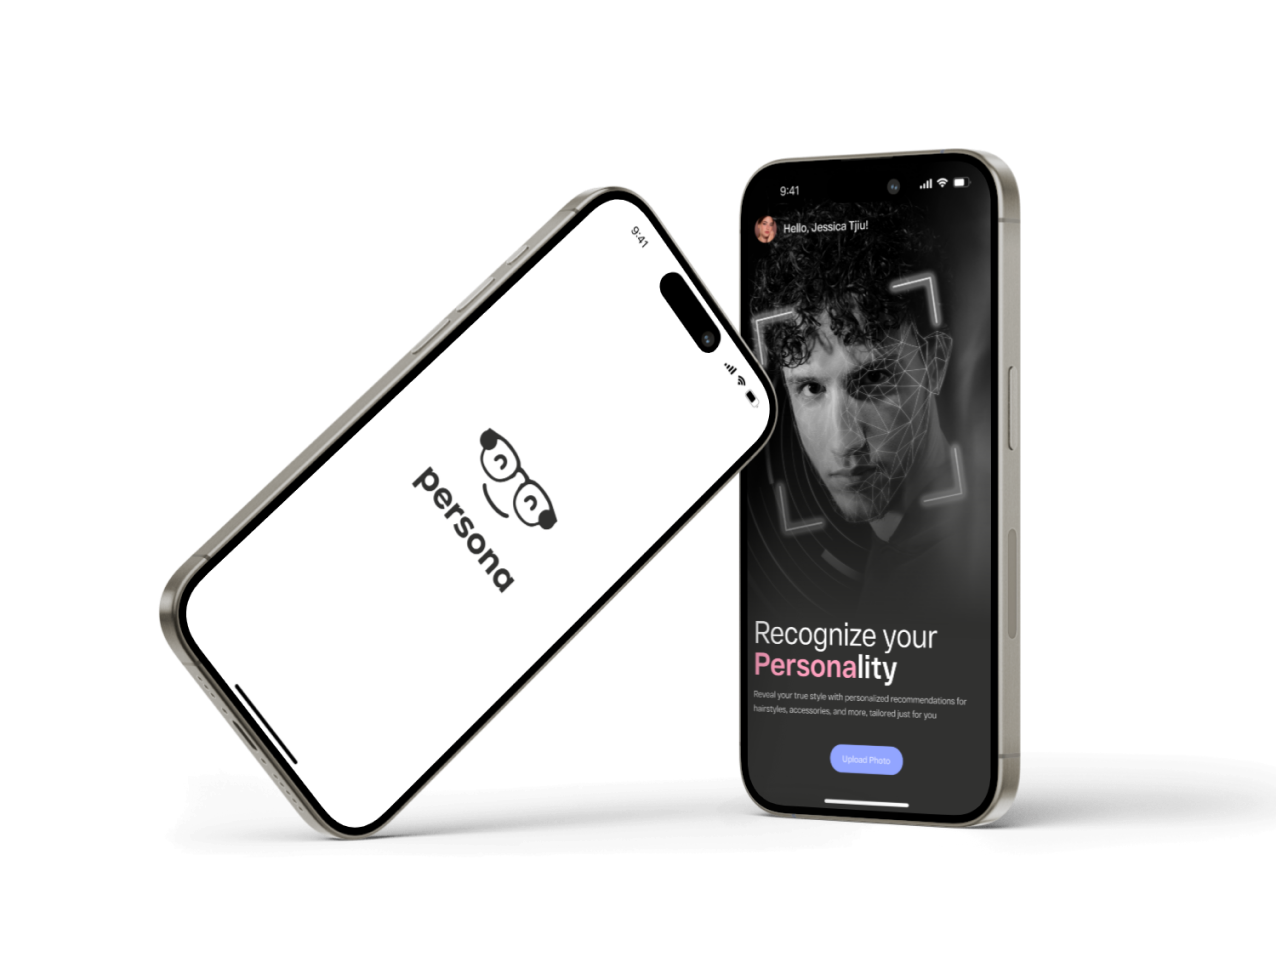 9:41
persona
9:41
Hello, Jessica Tjiu!
Recognize your
Personality
Reveal your true style with personalized recommendations for
hairstyles, accessories, and more, tailored just for you
Upload Photo